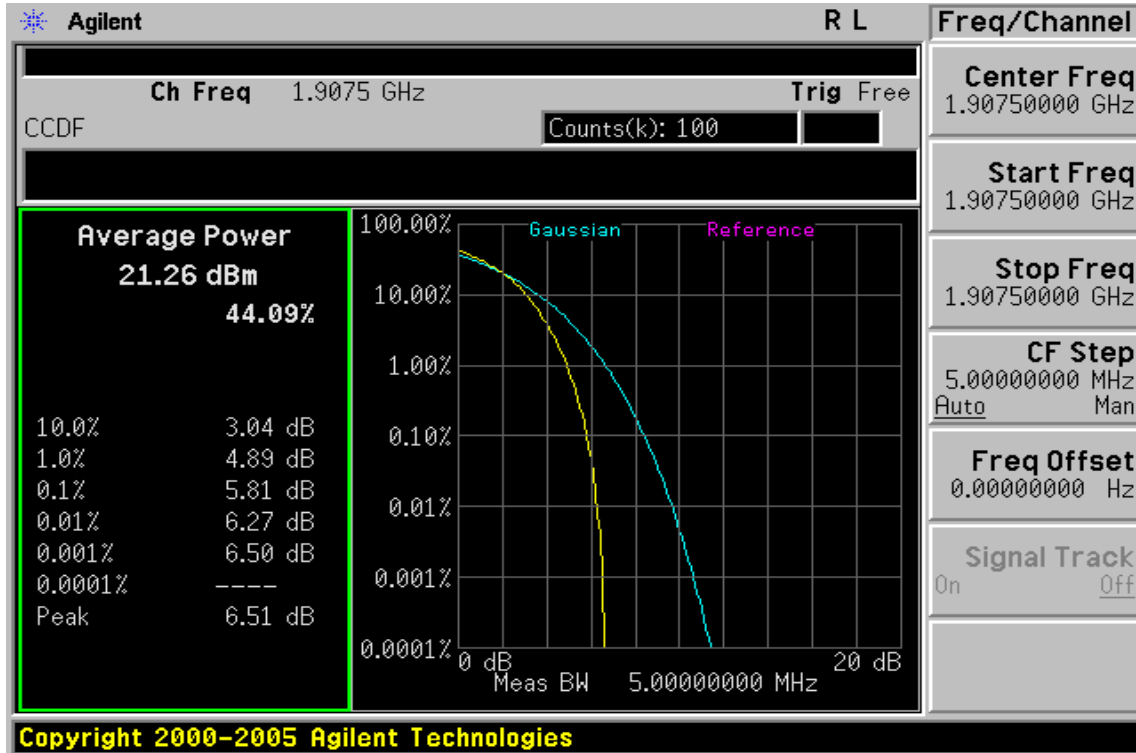 Agilent R L
Ch Freq 1.9075 GHz Trig Free
CCDF Counts(k): 100
Average Power
21.26 dBm
44.09%
10.0% 3.04 dB
1.0% 4.89 dB
0.1% 5.81 dB
0.01% 6.27 dB
0.001% 6.50 dB
0.0001% ----
Peak 6.51 dB
Gaussian Reference
100.00%
10.00%
1.00%
0.10%
0.01%
0.001%
0.0001%
0 dB 20 dB
Meas BW 5.00000000 MHz
Freq/Channel
Center Freq
1.90750000 GHz
Start Freq
1.90750000 GHz
Stop Freq
1.90750000 GHz
CF Step
5.00000000 MHz
Auto Man
Freq Offset
0.00000000 Hz
Signal Track
On Off
Copyright 2000-2005 Agilent Technologies